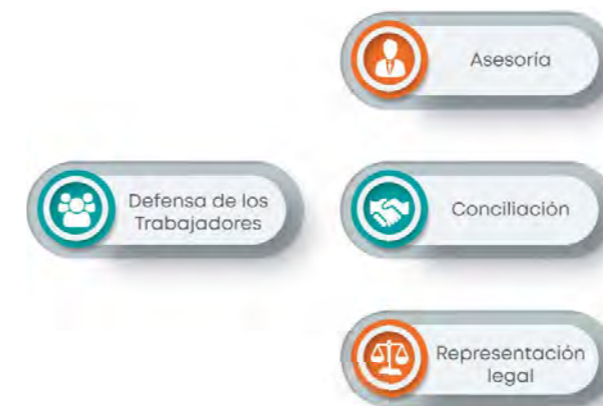 Asesoría
Defensa de los
Trabajadores
Conciliación
Representación
legal